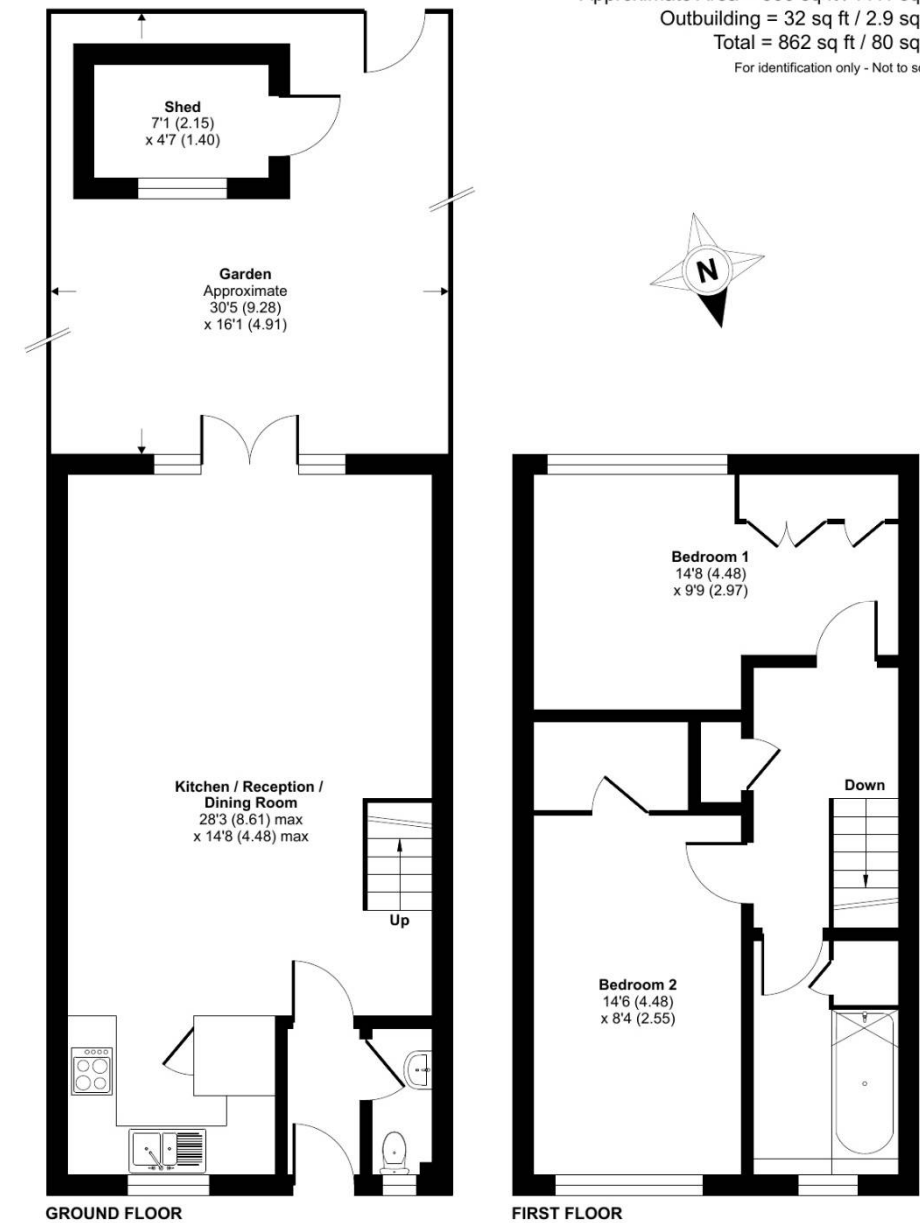 Outbuilding = 32 sq ft / 2.9 sq
Total = 862 sq ft / 80 sq
For identification only - Not to
Shed
7'1 (2.15)
x 4'7 (1.40)
N
Garden
Approximate
30'5 (9.28)
x 16'1 (4.91)
Bedroom 1
14'8 (4.48)
x 9'9 (2.97)
Kitchen / Reception /
Dining Room
28'3 (8.61) max
x 14'8 (4.48) max
Up
Down
Bedroom 2
14'6 (4.48)
x 8'4 (2.55)
GROUND FLOOR
FIRST FLOOR